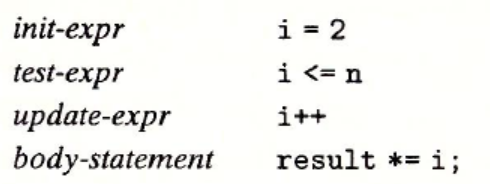 init-expr i = 2
test-expr i <= n
update-expr i++
body-statement result *= i;